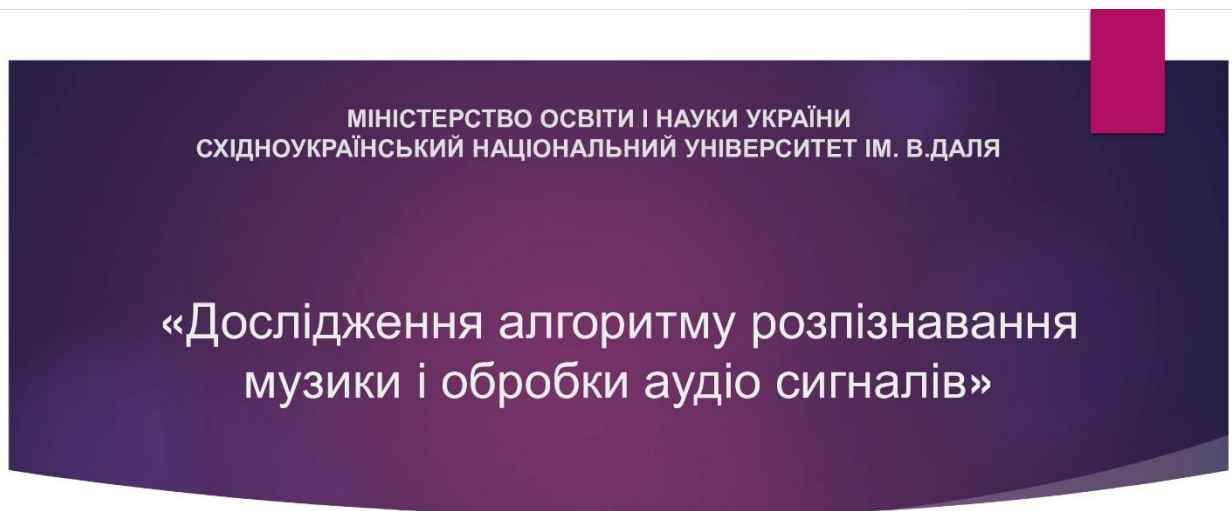 МІНІСТЕРСТВО ОСВІТИ І НАУКИ УКРАЇНИ
СХІДНОУКРАЇНСЬКИЙ НАЦІОНАЛЬНИЙ УНІВЕРСИТЕТ ІМ. В.ДАЛЯ
«Дослідження алгоритму розпізнавання
музики і обробки аудіо сигналів»